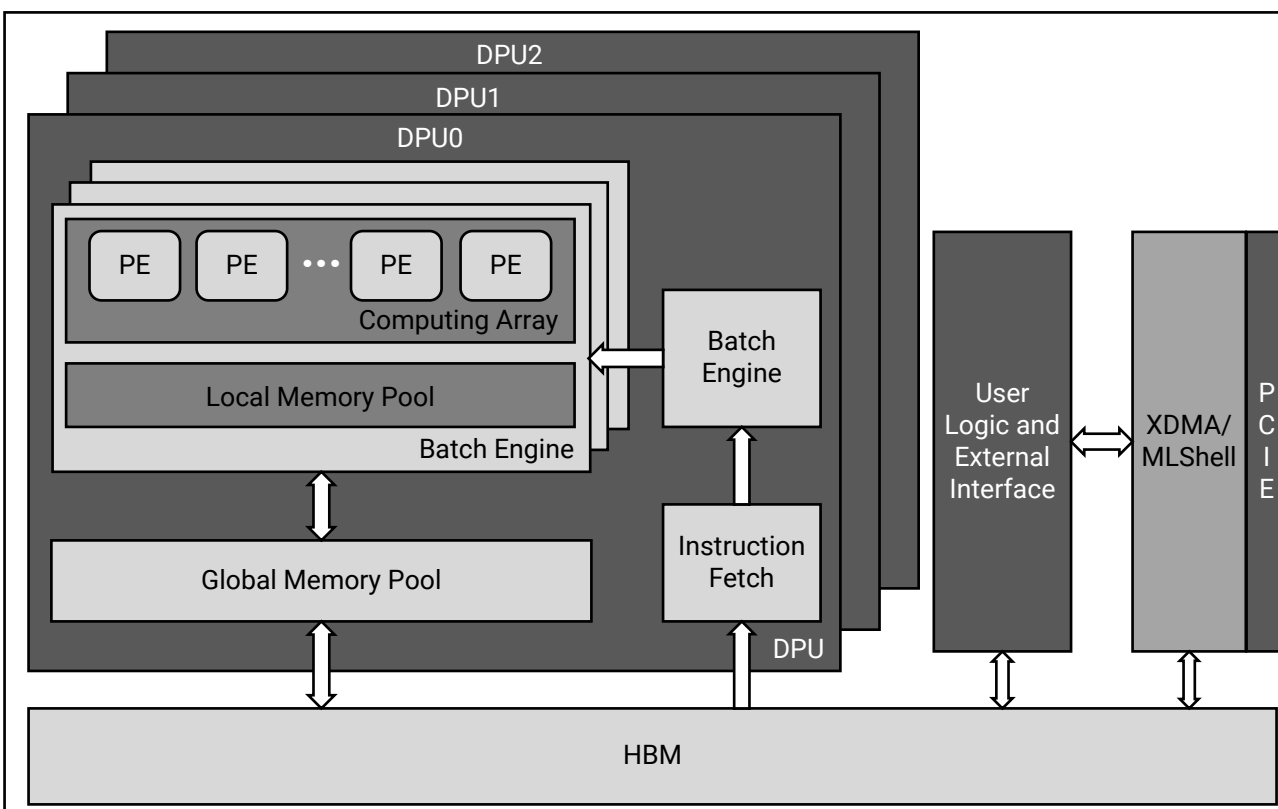 DPU2
DPU1
DPU0
PE PE PE PE
Computing Array
Local Memory Pool
Batch Engine
Batch
Engine
Global Memory Pool
Instruction
Fetch
DPU
User
Logic and
External
Interface
XDMA/
MLShell
P
C
I
E
HBM